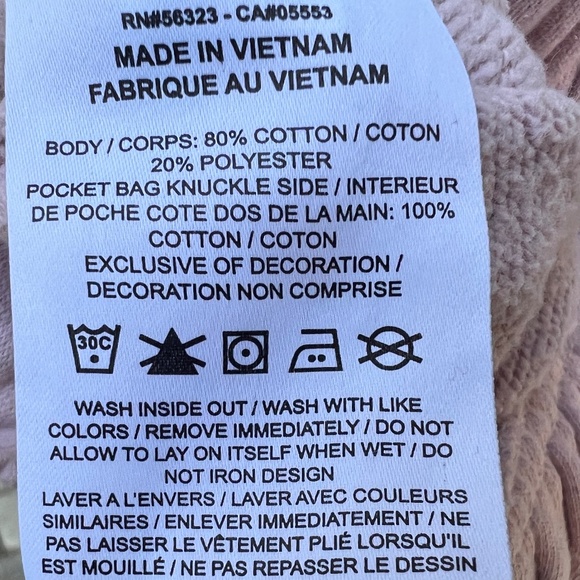 RN#56323 - CA#05553
MADE IN VIETNAM
FABRIQUE AU VIETNAM
BODY / CORPS: 80% COTTON / COTON
20% POLYESTER
POCKET BAG KNUCKLE SIDE / INTERIEUR
DE POCHE COTE DOS DE LA MAIN: 100%
COTTON / COTON
EXCLUSIVE OF DECORATION /
DECORATION NON COMPRISE
30C
WASH INSIDE OUT / WASH WITH LIKE
COLORS / REMOVE IMMEDIATELY / DO NOT
ALLOW TO LAY ON ITSELF WHEN WET / DO
NOT IRON DESIGN
LAVER A L'ENVERS / LAVER AVEC COULEURS
SIMILAIRES / ENLEVER IMMEDIATEMENT / NE
PAS LAISSER LE VÊTEMENT PLIÉ LORSQU'IL
EST MOUILLÉ / NE PAS REPASSER LE DESSIN